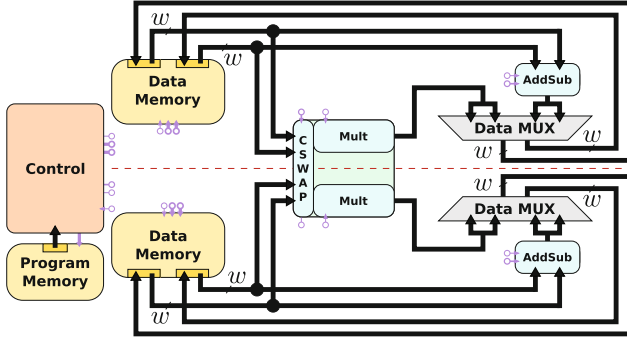 w
w
Data
Memory
AddSub
Data MUX
w
w
Control
C
S
W
A
P
Mult
Mult
w
w
Data MUX
Data
Memory
AddSub
Program
Memory
w
w